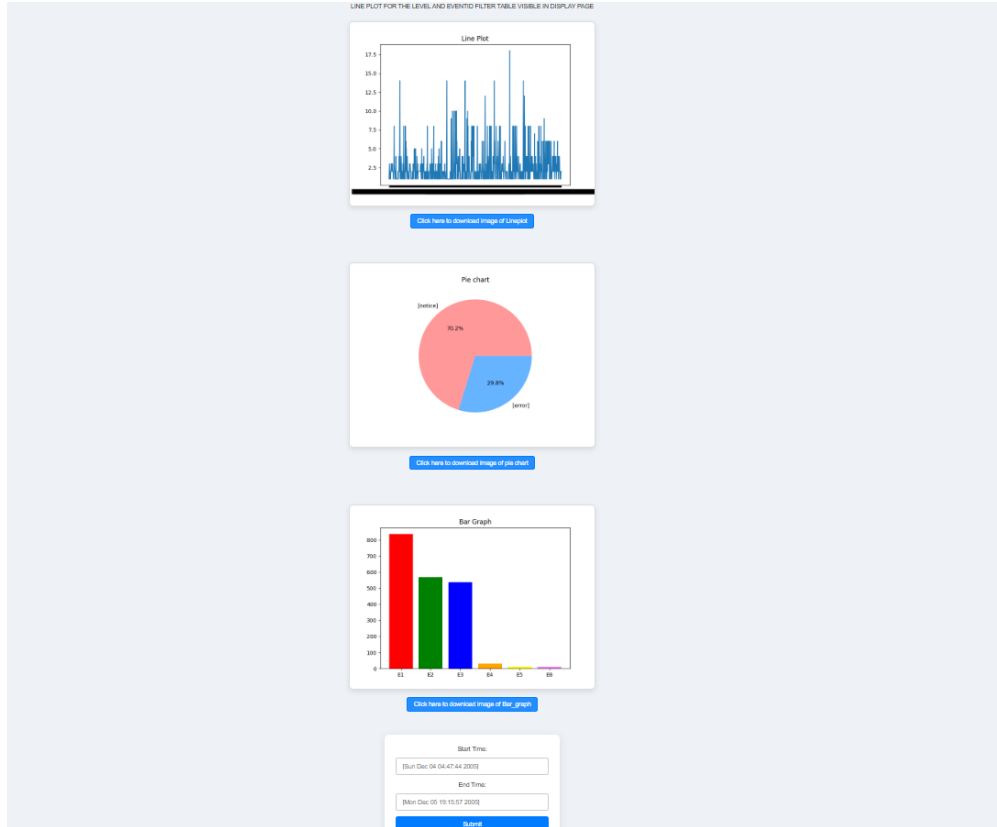 LINE PLOT FOR THE LEVEL AND EVENTID FILTER TABLE VISIBLE IN DISPLAY PAGE
Line Plot
17.5
15.0
12.5
10.0
7.5
5.0
2.5
Click here to download image of Lineplot
Pie chart
[notice]
70.2%
29.8%
[error]
Click here to download image of pie chart
Bar Graph
800
700
600
500
400
300
200
100
0
E1 E2 E3 E4 E5 E6
Click here to download image of Bar_graph
Start Time:
[Sun Dec 04 04:47:44 2005]
End Time:
[Mon Dec 05 19:15:57 2005]
Submit